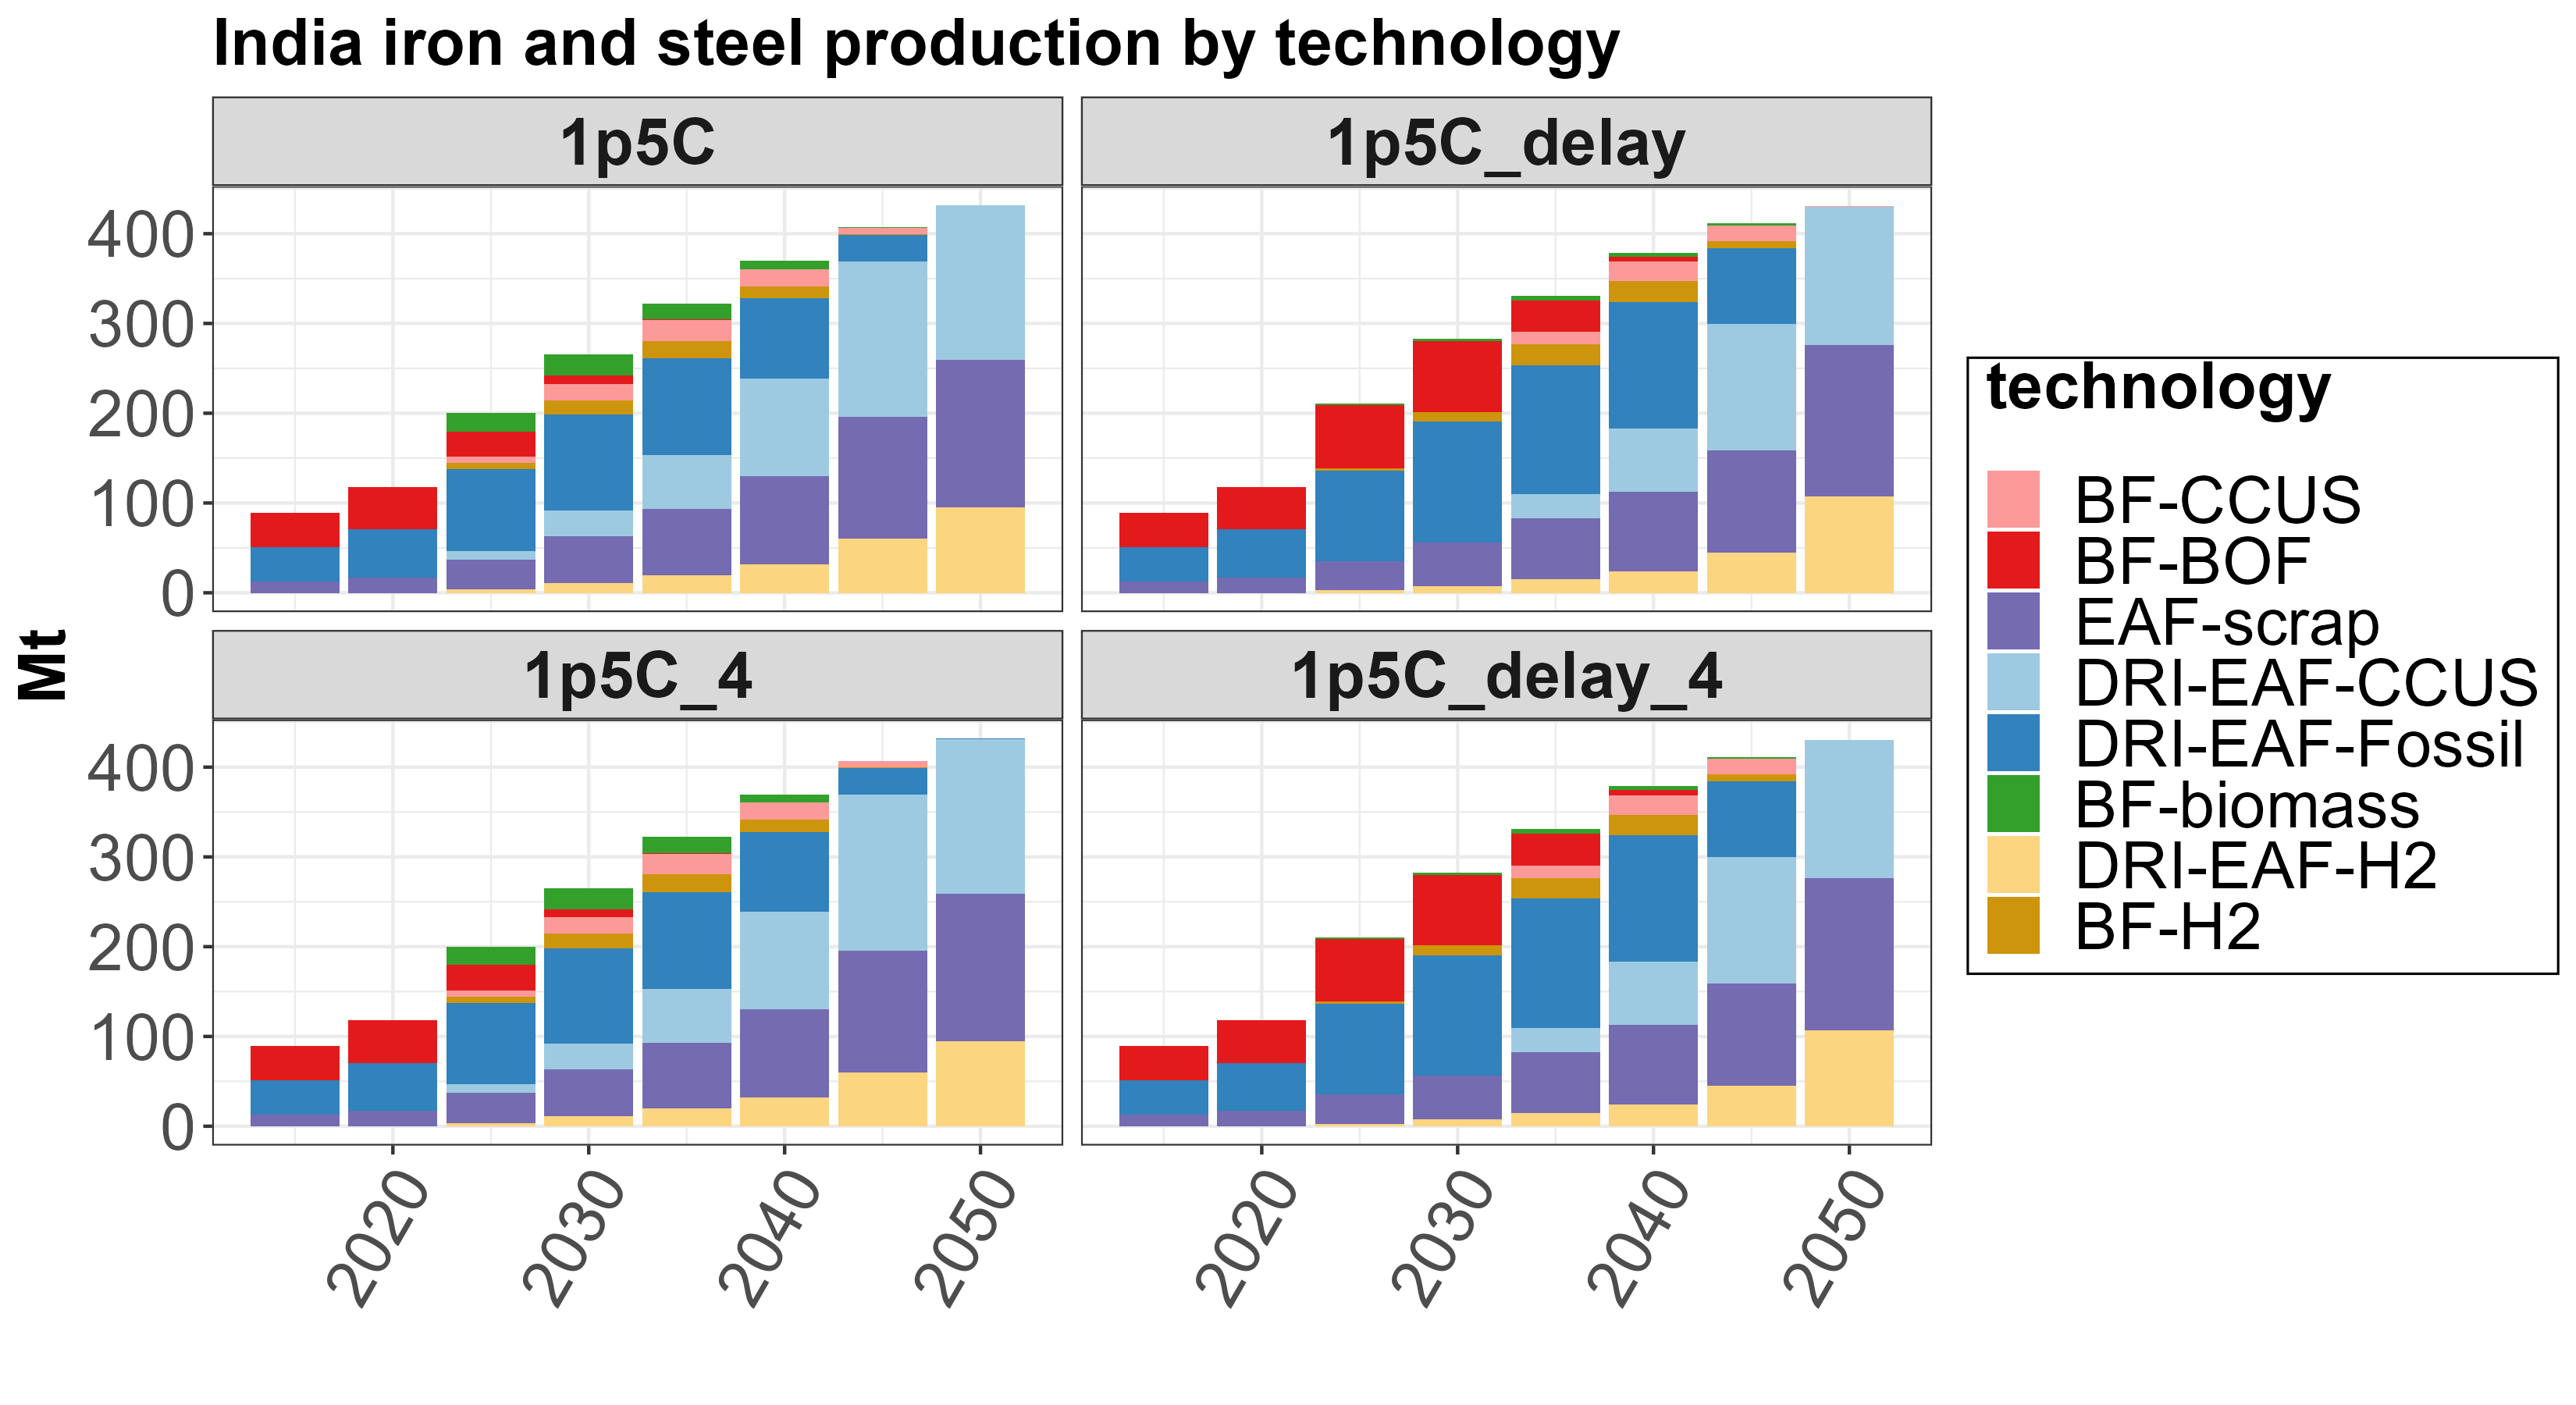 India iron and steel production by technology
1p5C
1p5C_delay
400
300
200
100
0
Mt
1p5C_4
1p5C_delay_4
400
300
200
100
0
2020
2030
2040
2050
2020
2030
2040
2050
technology
BF-CCUS
BF-BOF
EAF-scrap
DRI-EAF-CCUS
DRI-EAF-Fossil
BF-biomass
DRI-EAF-H2
BF-H2